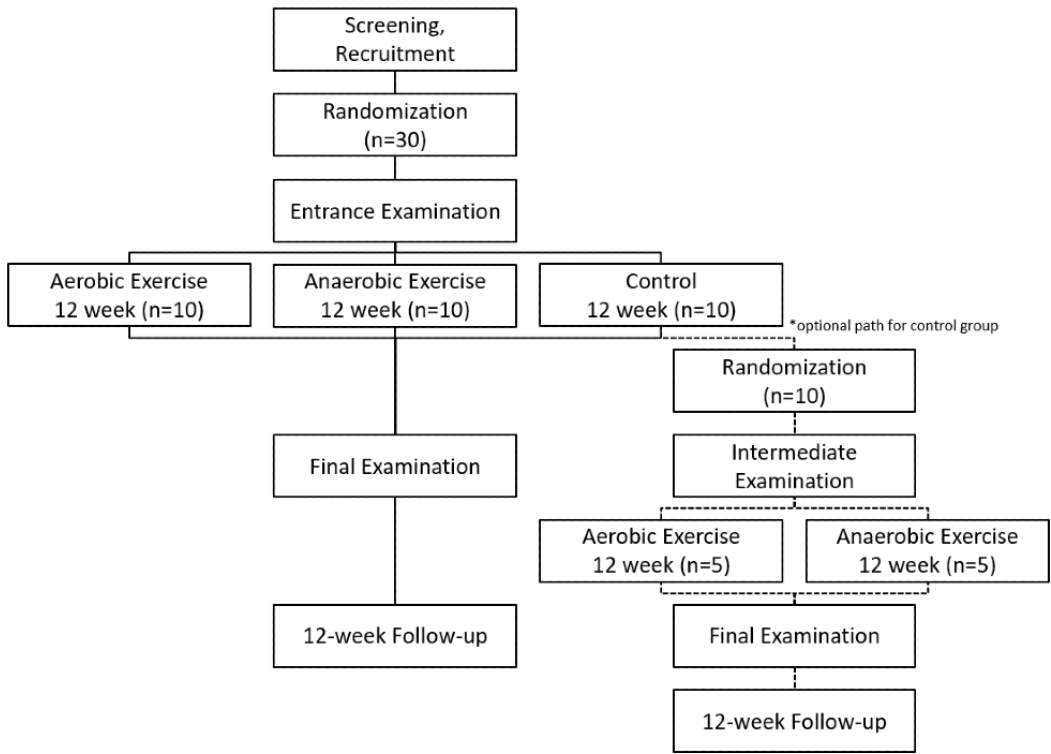 Screening,
Recruitment
Randomization
(n=30)
Entrance Examination
Aerobic Exercise
12 week (n=10)
Anaerobic Exercise
12 week (n=10)
Control
12 week (n=10)
*optional path for control group
Randomization
(n=10)
Final Examination
Intermediate
Examination
Aerobic Exercise
12 week (n=5)
Anaerobic Exercise
12 week (n=5)
12-week Follow-up
Final Examination
12-week Follow-up